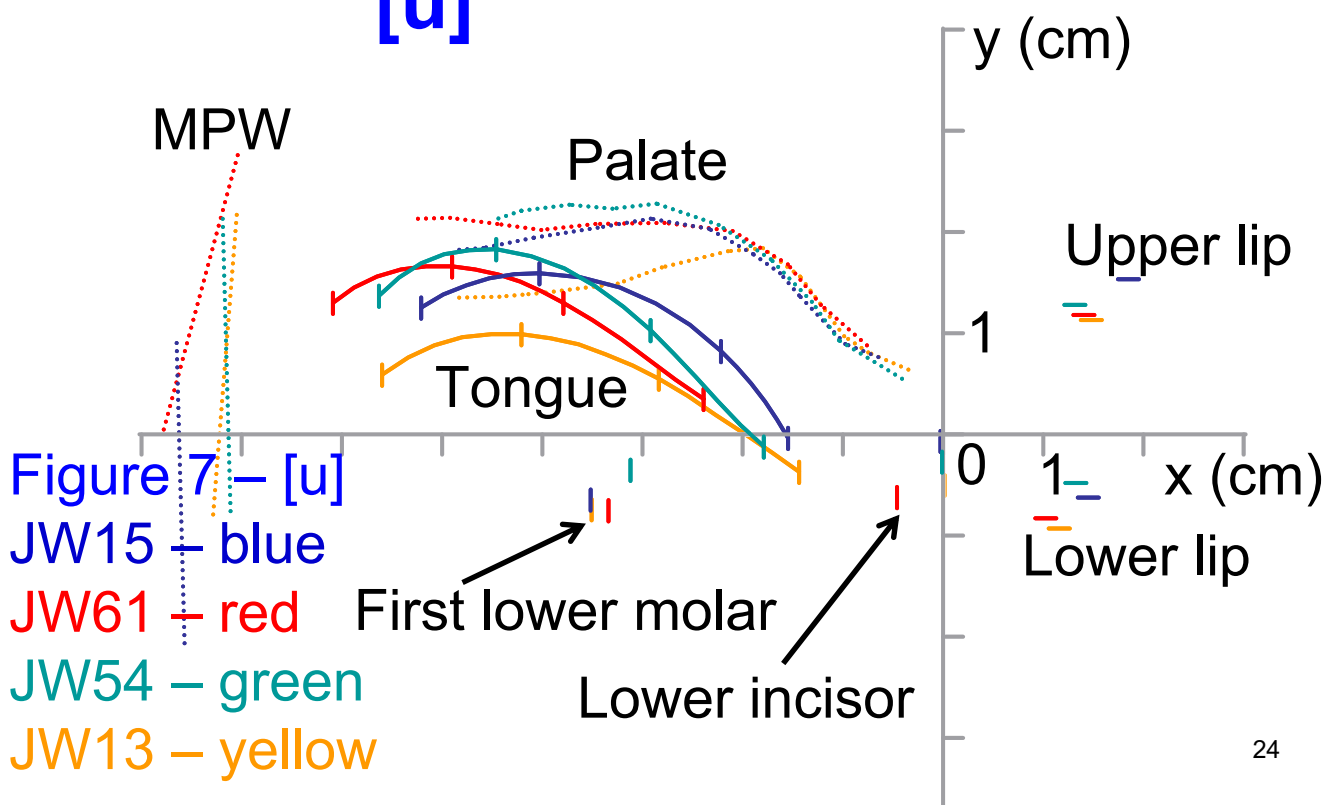 [u]
y (cm)
MPW
Palate
Upper lip
1
Tongue
0
1
x (cm)
Figure 7 – [u]
JW15 – blue
Lower lip
JW61 – red
First lower molar
JW54 – green
Lower incisor
JW13 – yellow
24